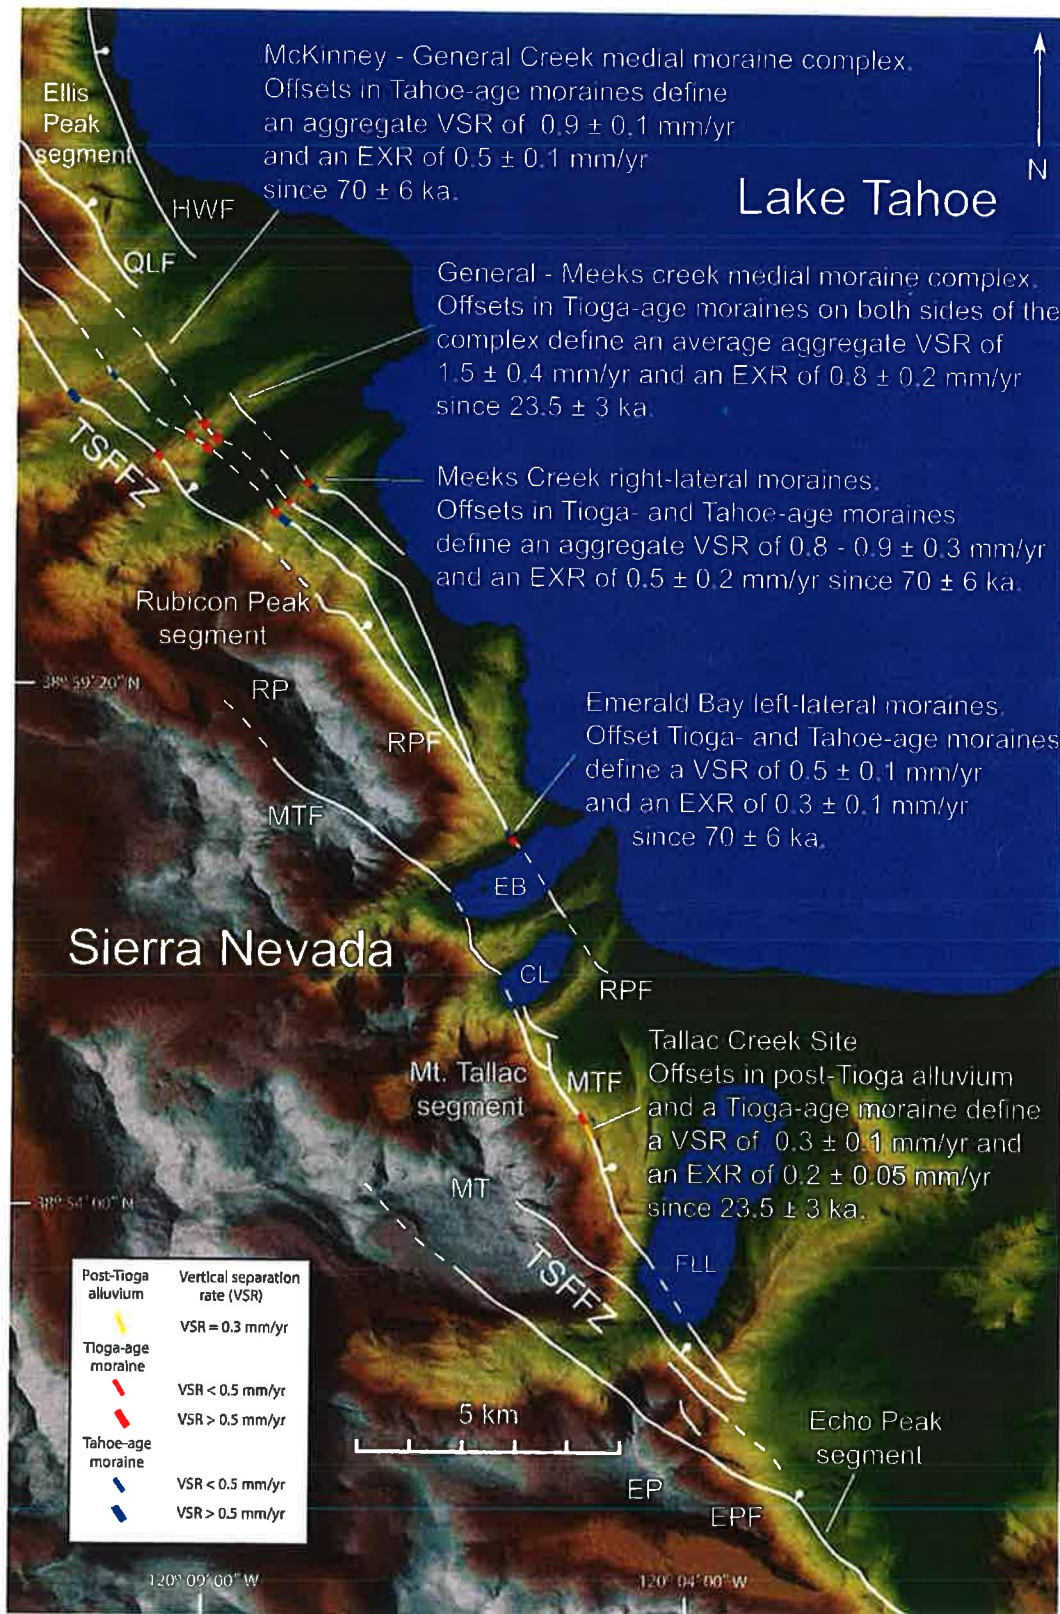 McKinney - General Creek medial moraine complex.
Offsets in Tahoe-age moraines define
an aggregate VSR of 0.9 ± 0.1 mm/yr
and an EXR of 0.5 ± 0.1 mm/yr
since 70 ± 6 ka.
Ellis
Peak
segment
N
Lake Tahoe
HWF
QLF
General - Meeks creek medial moraine complex.
Offsets in Tioga-age moraines on both sides of the
complex define an average aggregate VSR of
1.5 ± 0.4 mm/yr and an EXR of 0.8 ± 0.2 mm/yr
since 23.5 ± 3 ka.
TSFFZ
Meeks Creek right-lateral moraines.
Offsets in Tioga- and Tahoe-age moraines
define an aggregate VSR of 0.8 - 0.9 ± 0.3 mm/yr
and an EXR of 0.5 ± 0.2 mm/yr since 70 ± 6 ka.
Rubicon Peak
segment
38° 59' 20" N
RP
RPF
MTF
Emerald Bay left-lateral moraines.
Offset Tioga- and Tahoe-age moraines
define a VSR of 0.5 ± 0.1 mm/yr
and an EXR of 0.3 ± 0.1 mm/yr
since 70 ± 6 ka.
EB
Sierra Nevada
CL
RPF
Mt. Tallac
segment
MTF
Tallac Creek Site
Offsets in post-Tioga alluvium
and a Tioga-age moraine define
a VSR of 0.3 ± 0.1 mm/yr and
an EXR of 0.2 ± 0.05 mm/yr
since 23.5 ± 3 ka.
MT
38° 54' 00" N
TSFFZ
FLL
Post-Tioga
alluvium
Vertical separation
rate (VSR)
VSR = 0.3 mm/yr
Tioga-age
moraine
VSR < 0.5 mm/yr
VSR > 0.5 mm/yr
Tahoe-age
moraine
VSR < 0.5 mm/yr
VSR > 0.5 mm/yr
5 km
Echo Peak
segment
EP
EPF
120° 09' 00" W
120° 04' 00" W